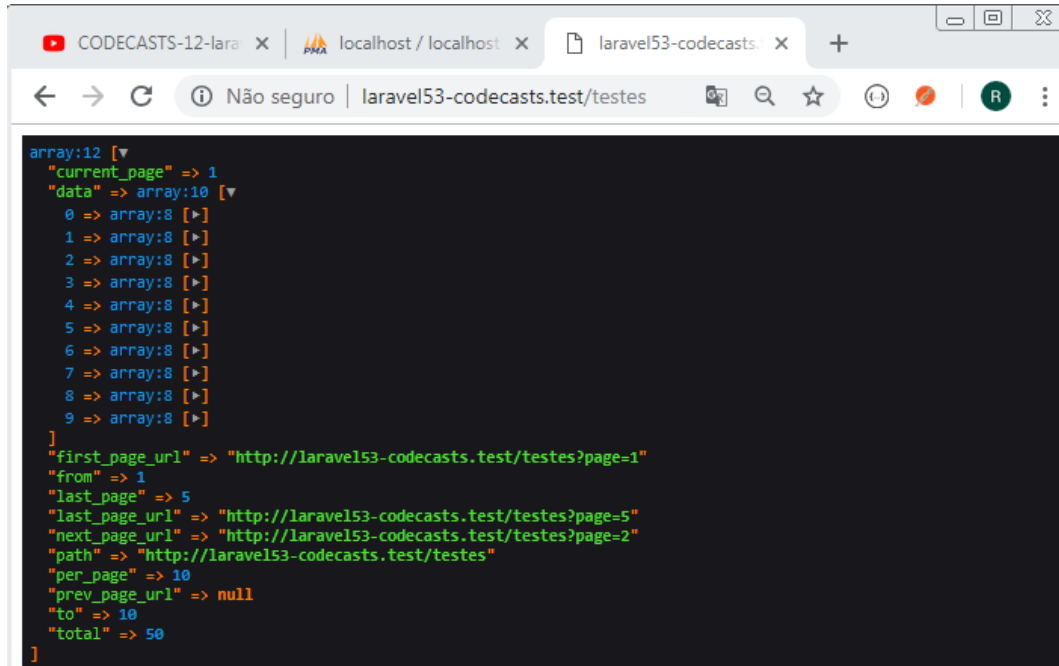 CODECASTS-12-lara
PMA
localhost / localhost
laravel53-codecasts.
Não seguro
laravel53-codecasts.test/testes
R
array:12 [▼
"current_page" => 1
"data" => array:10 [▼
0 => array:8 [▶]
1 => array:8 [▶]
2 => array:8 [▶]
3 => array:8 [▶]
4 => array:8 [▶]
5 => array:8 [▶]
6 => array:8 [▶]
7 => array:8 [▶]
8 => array:8 [▶]
9 => array:8 [▶]
]
"first_page_url" => "http://laravel53-codecasts.test/testes?page=1"
"from" => 1
"last_page" => 5
"last_page_url" => "http://laravel53-codecasts.test/testes?page=5"
"next_page_url" => "http://laravel53-codecasts.test/testes?page=2"
"path" => "http://laravel53-codecasts.test/testes"
"per_page" => 10
"prev_page_url" => null
"to" => 10
"total" => 50
]